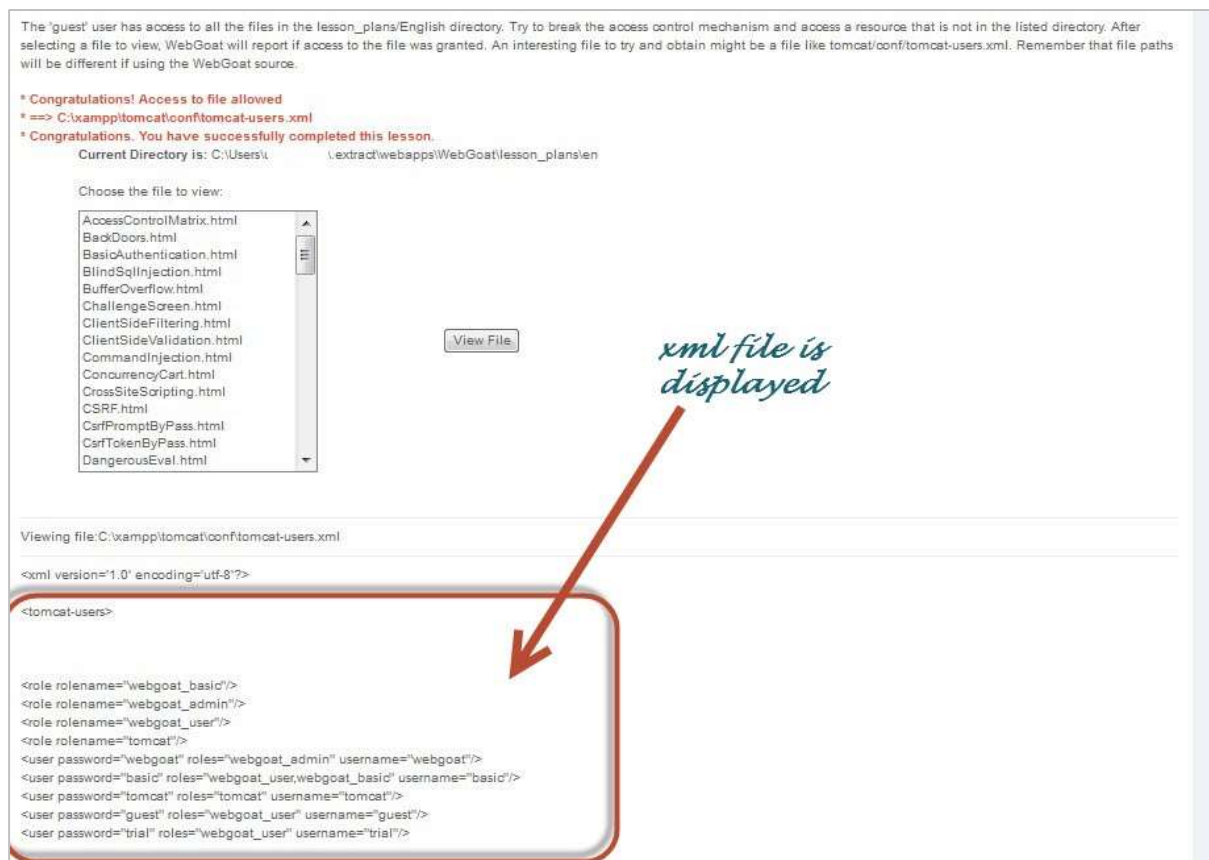 The 'guest' user has access to all the files in the lesson_plans/English directory. Try to break the access control mechanism and access a resource that is not in the listed directory. After
selecting a file to view, WebGoat will report if access to the file was granted. An interesting file to try and obtain might be a file like tomcat/conf/tomcat-users.xml. Remember that file paths
will be different if using the WebGoat source.
* Congratulations! Access to file allowed
* ==> C:\xampp\tomcat\conf\tomcat-users.xml
* Congratulations. You have successfully completed this lesson.
Current Directory is: C:\Users\ \.extract\webapps\WebGoat\lesson_plans\en
Choose the file to view:
AccessControlMatrix.html
BackDoors.html
BasicAuthentication.html
BlindSqlInjection.html
BufferOverflow.html
ChallengeScreen.html
ClientSideFiltering.html
ClientSideValidation.html
CommandInjection.html
ConcurrencyCart.html
CrossSiteScripting.html
CSRF.html
CsrfPromptByPass.html
CsrfTokenByPass.html
DangerousEval.html
View File
xml file is
displayed
Viewing file:C:\xampp\tomcat\conf\tomcat-users.xml
<xml version='1.0' encoding='utf-8'?>
<tomcat-users>
<role rolename="webgoat_basic"/>
<role rolename="webgoat_admin"/>
<role rolename="webgoat_user"/>
<role rolename="tomcat"/>
<user password="webgoat" roles="webgoat_admin" username="webgoat"/>
<user password="basic" roles="webgoat_user,webgoat_basic" username="basic"/>
<user password="tomcat" roles="tomcat" username="tomcat"/>
<user password="guest" roles="webgoat_user" username="guest"/>
<user password="trial" roles="webgoat_user" username="trial"/>